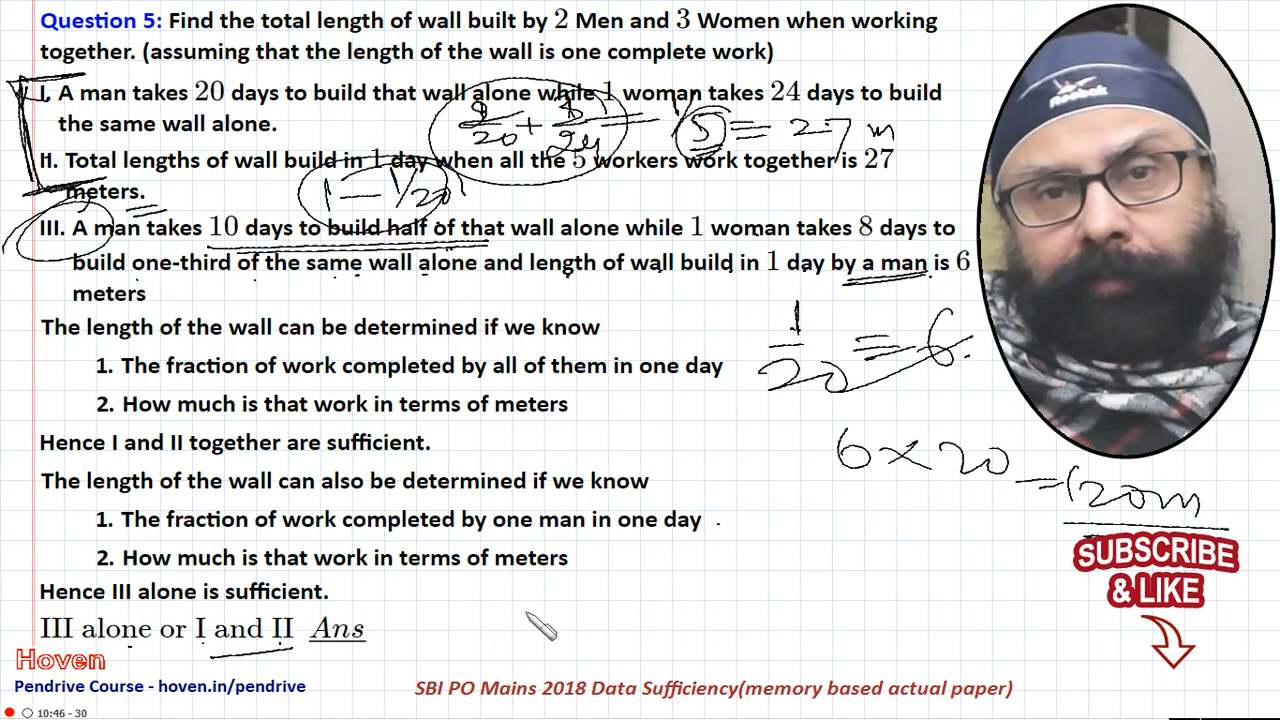 Question 5: Find the total length of wall built by 2 Men and 3 Women when working
together. (assuming that the length of the wall is one complete work)
I. A man takes 20 days to build that wall alone while 1 woman takes 24 days to build
the same wall alone.
II. Total lengths of wall build in 1 day when all the 5 workers work together is 27
meters.
III. A man takes 10 days to build half of that wall alone while 1 woman takes 8 days to
build one-third of the same wall alone and length of wall build in 1 day by a man is 6
meters
The length of the wall can be determined if we know
1. The fraction of work completed by all of them in one day
2. How much is that work in terms of meters
Hence I and II together are sufficient.
The length of the wall can also be determined if we know
1. The fraction of work completed by one man in one day
2. How much is that work in terms of meters
Hence III alone is sufficient.
III alone or I and II Ans
= 27 m
1 = 1/20
1/20 = 6
6 × 20 = 120m
Reebok
SUBSCRIBE
& LIKE
Hoven
Pendrive Course - hoven.in/pendrive
SBI PO Mains 2018 Data Sufficiency(memory based actual paper)
10:46 - 30